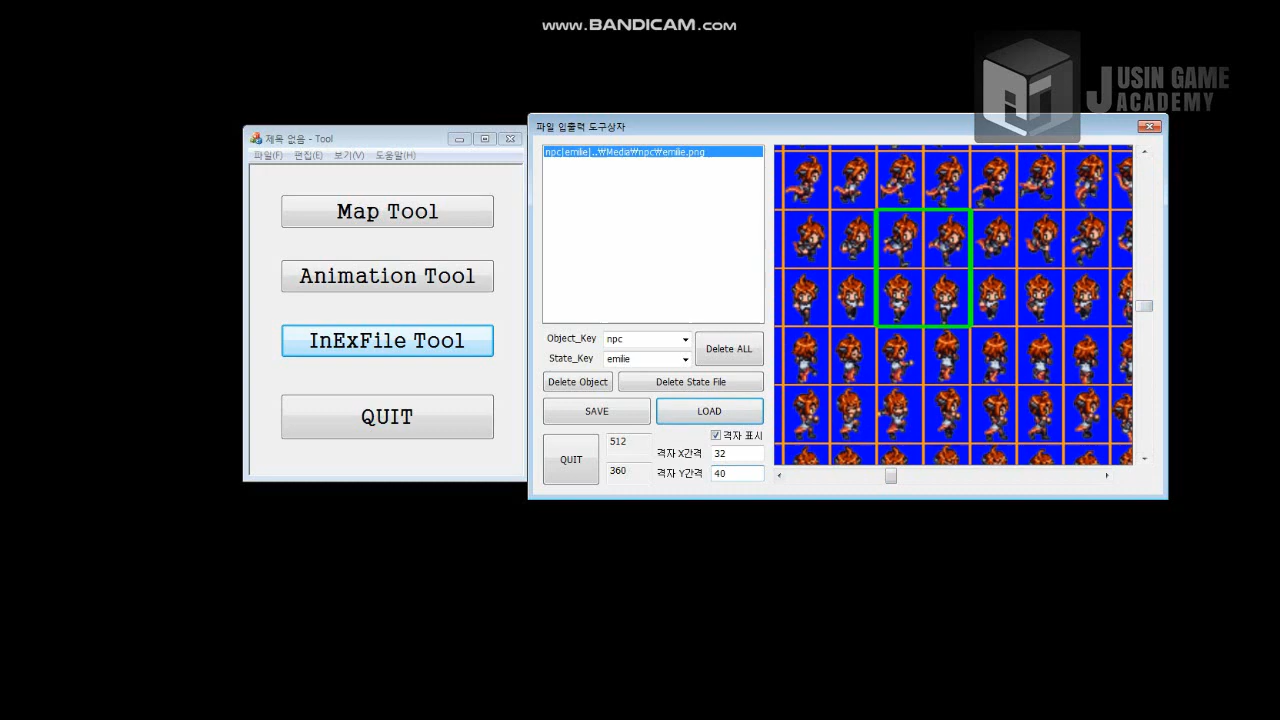 www.BANDICAM.com
JUSIN GAME
ACADEMY
제목 없음 - Tool
파일(F) 편집(E) 보기(V) 도움말(H)
Map Tool
Animation Tool
InExFile Tool
QUIT
파일 입출력 도구상자
npc|emilie|..₩Media₩npc₩emilie.png
Object_Key npc
State_Key emilie
Delete ALL
Delete Object
Delete State File
SAVE
LOAD
QUIT
512
360
격자 표시
격자 X간격 32
격자 Y간격 40